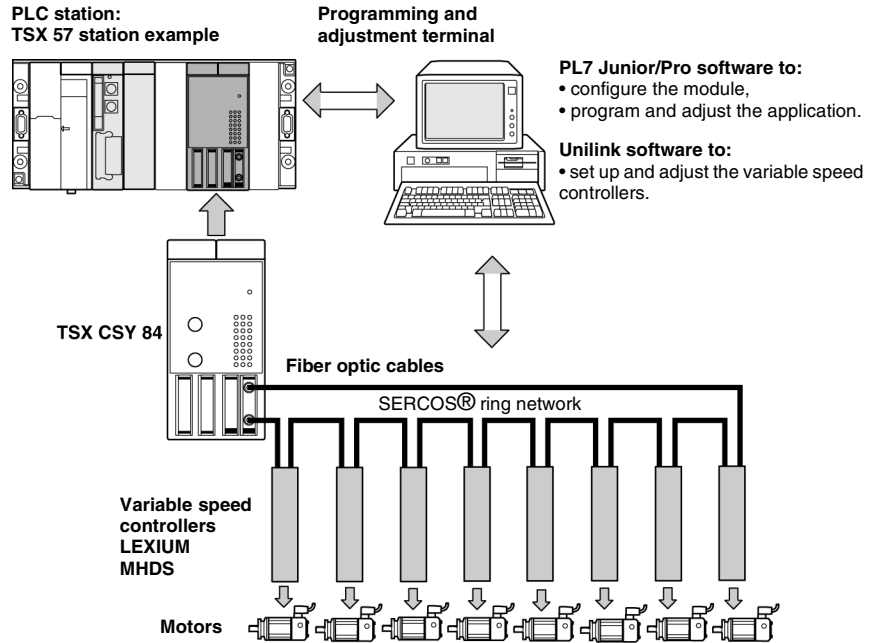 PLC station:
TSX 57 station example
Programming and
adjustment terminal
PL7 Junior/Pro software to:
• configure the module,
• program and adjust the application.
Unilink software to:
• set up and adjust the variable speed
controllers.
TSX CSY 84
Fiber optic cables
SERCOS® ring network
Variable speed
controllers
LEXIUM
MHDS
Motors